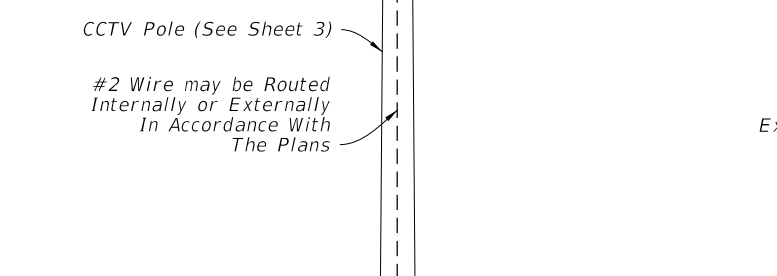 CCTV Pole (See Sheet 3)
#2 Wire may be Routed
Internally or Externally
In Accordance With
The Plans